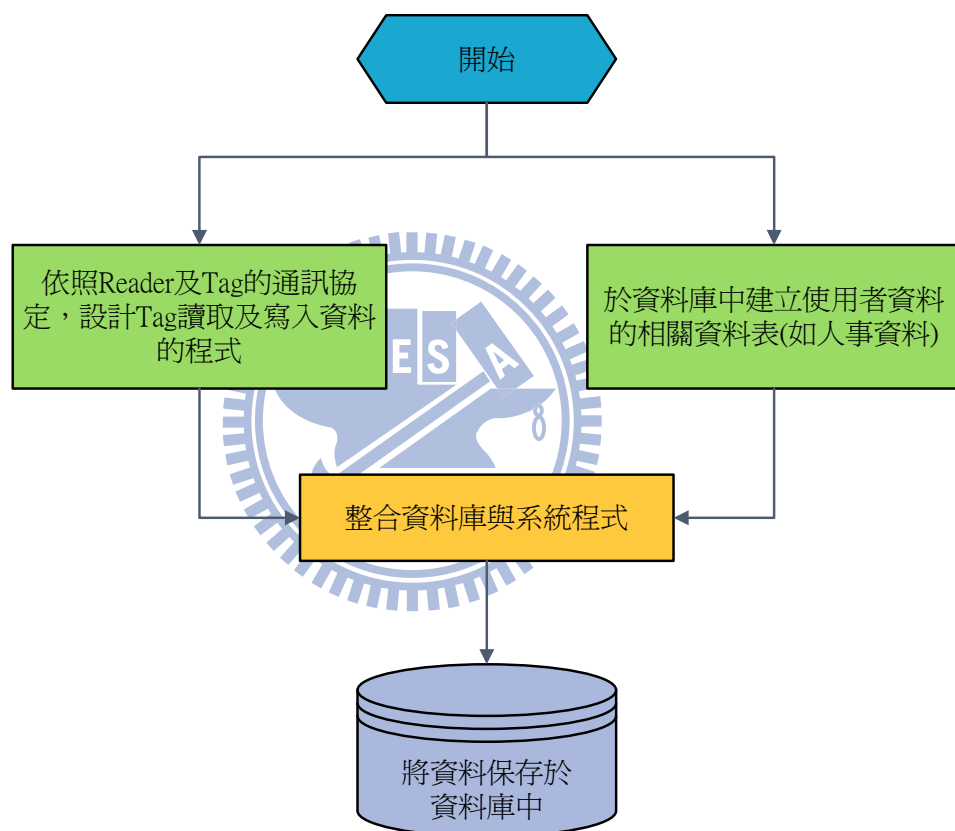 開始
依照Reader及Tag的通訊協
定，設計Tag讀取及寫入資料
的程式
於資料庫中建立使用者資料
的相關資料表(如人事資料)
E S A
8
整合資料庫與系統程式
將資料保存於
資料庫中